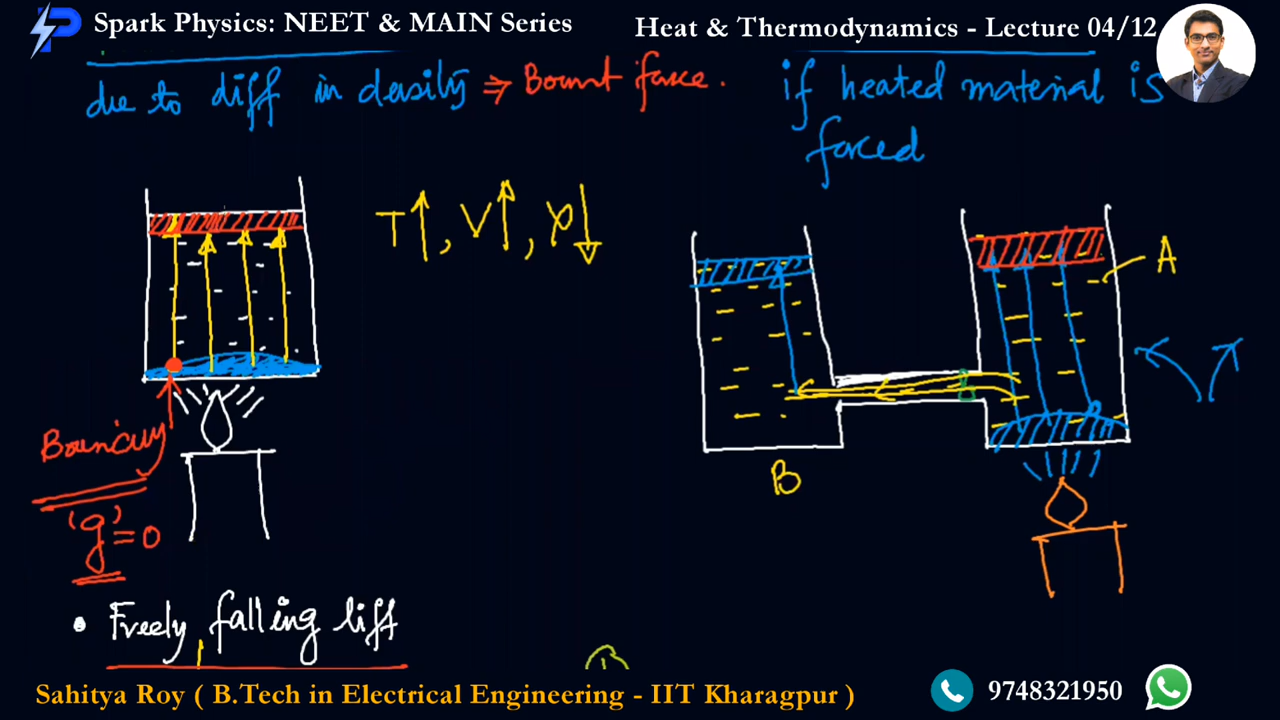 Spark Physics: NEET & MAIN Series
Heat & Thermodynamics - Lecture 04/12
due to diff in density ⇒ Bount force.
if heated material is
forced
T↑, V↑, ρ↓
A
B
Bouncuy
'g' = 0
• Freely falling lift
B
Sahitya Roy ( B.Tech in Electrical Engineering - IIT Kharagpur )
9748321950